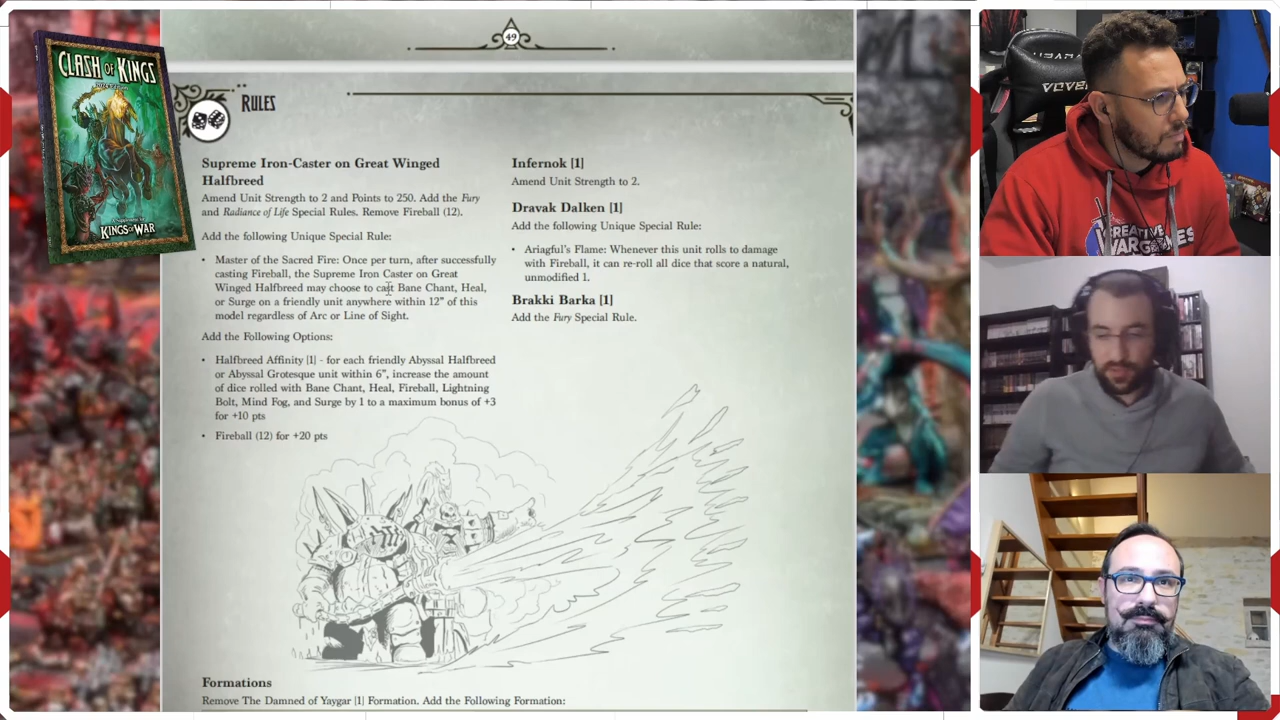 49
CLASH OF KINGS
KINGS OF WAR
RULES
Supreme Iron-Caster on Great Winged
Halfbreed
Amend Unit Strength to 2 and Points to 250. Add the Fury
and Radiance of Life Special Rules. Remove Fireball (12).
Add the following Unique Special Rule:
• Master of the Sacred Fire: Once per turn, after successfully
casting Fireball, the Supreme Iron Caster on Great
Winged Halfbreed may choose to cast Bane Chant, Heal,
or Surge on a friendly unit anywhere within 12" of this
model regardless of Arc or Line of Sight.
Add the Following Options:
• Halfbreed Affinity [1] - for each friendly Abyssal Halfbreed
or Abyssal Grotesque unit within 6", increase the amount
of dice rolled with Bane Chant, Heal, Fireball, Lightning
Bolt, Mind Fog, and Surge by 1 to a maximum bonus of +3
for +10 pts
• Fireball (12) for +20 pts
Infernok [1]
Amend Unit Strength to 2.
Dravak Dalken [1]
Add the following Unique Special Rule:
• Ariagful's Flame: Whenever this unit rolls to damage
with Fireball, it can re-roll all dice that score a natural,
unmodified 1.
Brakki Barka [1]
Add the Fury Special Rule.
Formations
Remove The Damned of Yaygar [1] Formation. Add the Following Formation:
CREATIVE
WARGAMES